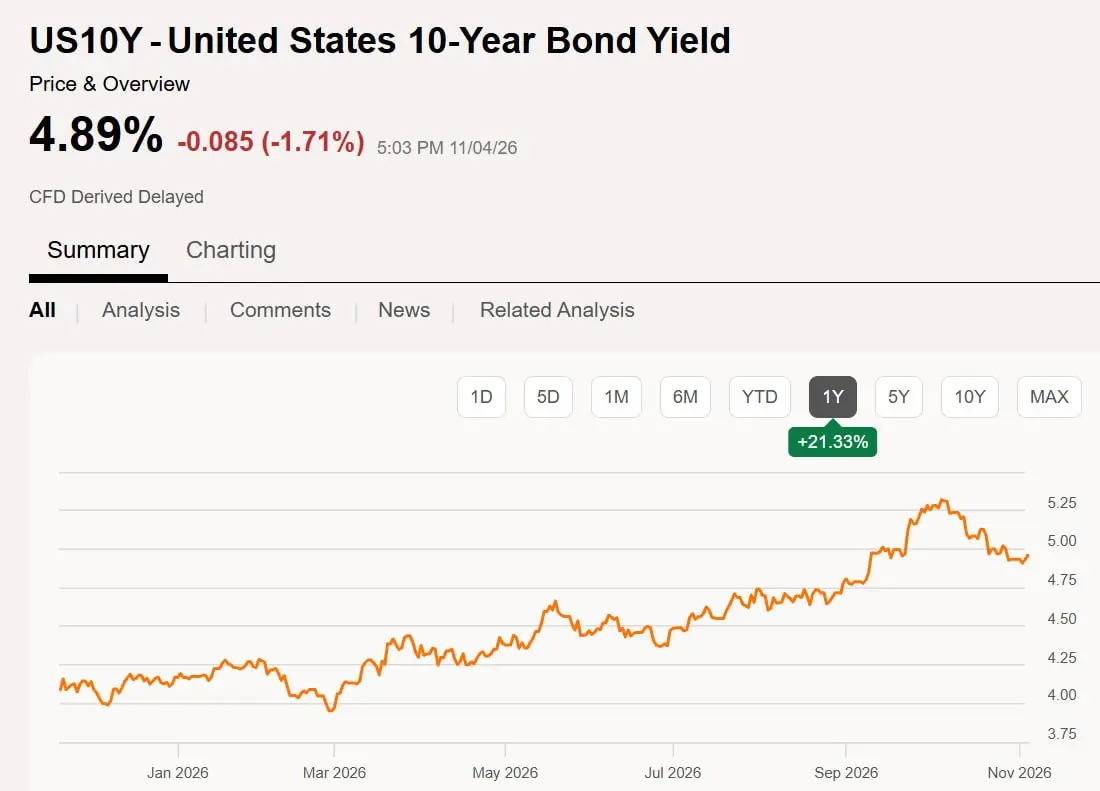 US10Y - United States 10-Year Bond Yield
Price & Overview
4.89% -0.085 (-1.71%) 5:03 PM 11/04/26
CFD Derived Delayed
Summary Charting
All | Analysis | Comments | News | Related Analysis
1D 5D 1M 6M YTD 1Y 5Y 10Y MAX
+21.33%
5.25
5.00
4.75
4.50
4.25
4.00
3.75
Jan 2026 Mar 2026 May 2026 Jul 2026 Sep 2026 Nov 2026